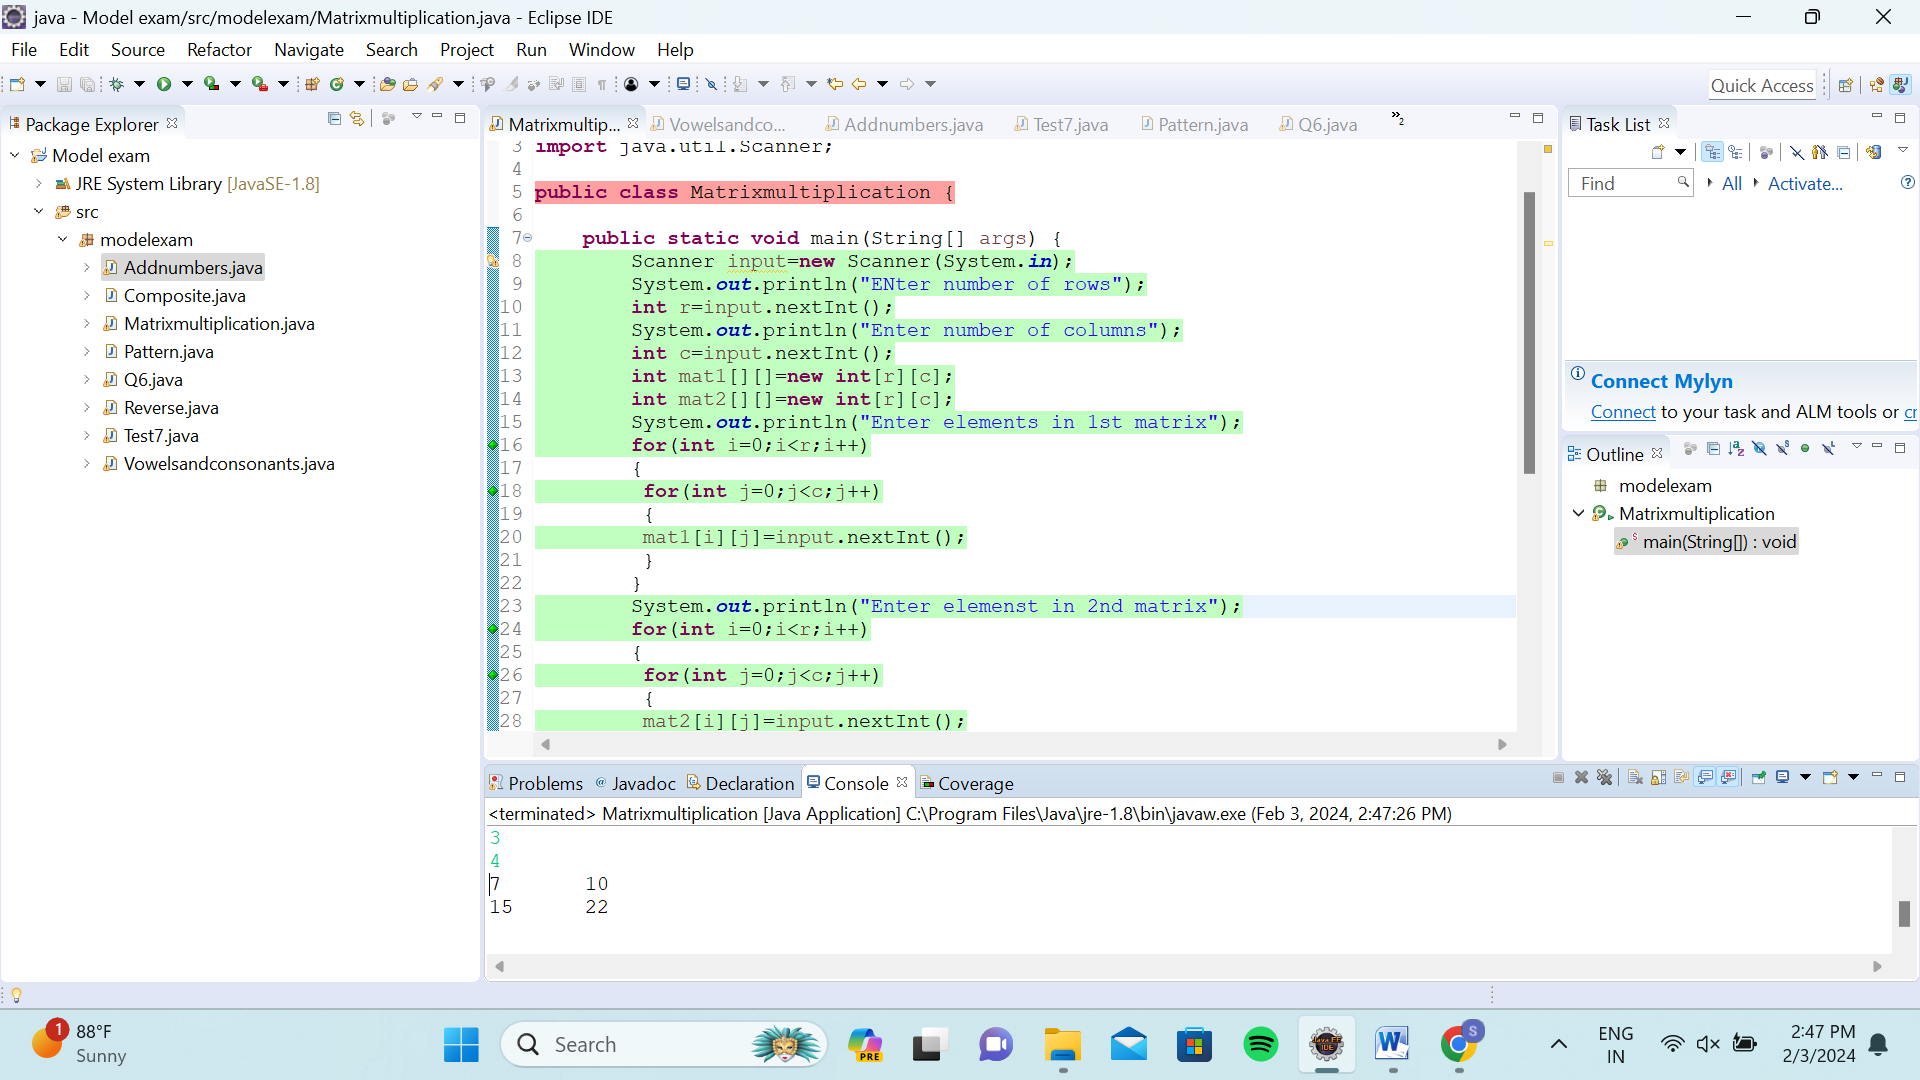 java - Model exam/src/modelexam/Matrixmultiplication.java - Eclipse IDE
File Edit Source Refactor Navigate Search Project Run Window Help
Quick Access
Package Explorer
Model exam
JRE System Library [JavaSE-1.8]
src
modelexam
Addnumbers.java
Composite.java
Matrixmultiplication.java
Pattern.java
Q6.java
Reverse.java
Test7.java
Vowelsandconsonants.java
Matrixmultip... Vowelsandco... Addnumbers.java Test7.java Pattern.java Q6.java »2
3 import java.util.Scanner;
4
5 public class Matrixmultiplication {
6
7 public static void main(String[] args) {
8 Scanner input=new Scanner(System.in);
9 System.out.println("ENter number of rows");
10 int r=input.nextInt();
11 System.out.println("Enter number of columns");
12 int c=input.nextInt();
13 int mat1[][]=new int[r][c];
14 int mat2[][]=new int[r][c];
15 System.out.println("Enter elements in 1st matrix");
16 for(int i=0;i<r;i++)
17 {
18 for(int j=0;j<c;j++)
19 {
20 mat1[i][j]=input.nextInt();
21 }
22 }
23 System.out.println("Enter elemenst in 2nd matrix");
24 for(int i=0;i<r;i++)
25 {
26 for(int j=0;j<c;j++)
27 {
28 mat2[i][j]=input.nextInt();
Task List
Find All Activate...
Connect Mylyn
Connect to your task and ALM tools or cr
Outline
modelexam
Matrixmultiplication
main(String[]) : void
Problems @ Javadoc Declaration Console Coverage
<terminated> Matrixmultiplication [Java Application] C:\Program Files\Java\jre-1.8\bin\javaw.exe (Feb 3, 2024, 2:47:26 PM)
3
4
7 10
15 22
1
88°F
Sunny
Search
PRE
Java EE
IDE
W
S
ENG
IN
2:47 PM
2/3/2024